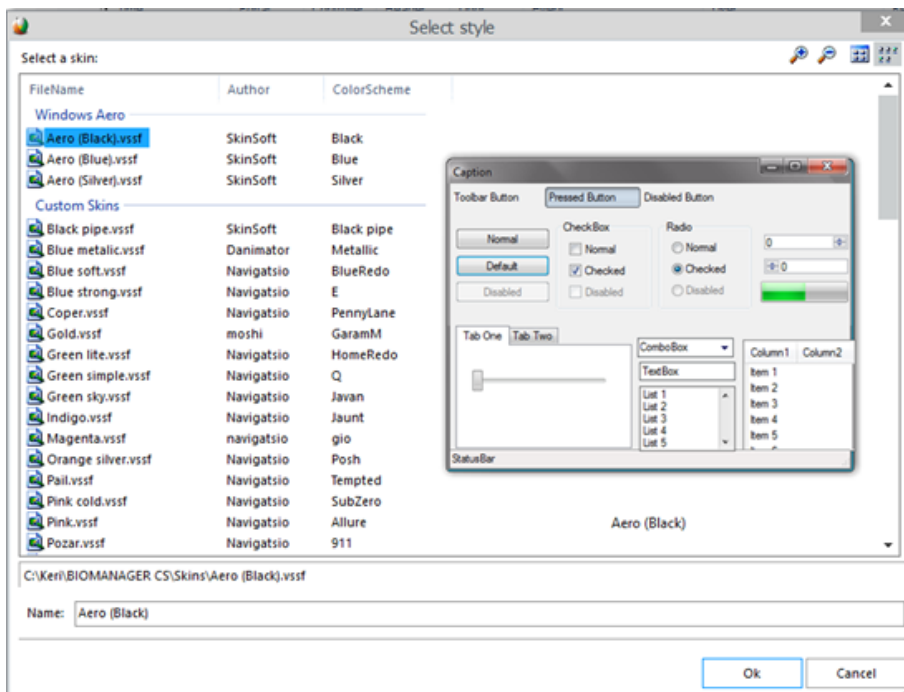 Select style
Select a skin:
FileName Author ColorScheme
Windows Aero
Aero (Black).vssf SkinSoft Black
Aero (Blue).vssf SkinSoft Blue
Aero (Silver).vssf SkinSoft Silver
Custom Skins
Black pipe.vssf SkinSoft Black pipe
Blue metalic.vssf Danimator Metallic
Blue soft.vssf Navigatsio BlueRedo
Blue strong.vssf Navigatsio E
Coper.vssf Navigatsio PennyLane
Gold.vssf moshi GaramM
Green lite.vssf Navigatsio HomeRedo
Green simple.vssf Navigatsio Q
Green sky.vssf Navigatsio Javan
Indigo.vssf Navigatsio Jaunt
Magenta.vssf navigatsio gio
Orange silver.vssf Navigatsio Posh
Pail.vssf Navigatsio Tempted
Pink cold.vssf Navigatsio SubZero
Pink.vssf Navigatsio Allure
Pozar.vssf Navigatsio 911
Caption
Toolbar Button Pressed Button Disabled Button
CheckBox Radio
Normal Normal Normal 0
Default Checked Checked 0
Disabled Disabled Disabled
Tab One Tab Two
ComboBox
TextBox
List 1
List 2
List 3
List 4
List 5
Column1 Column2
Item 1
Item 2
Item 3
Item 4
Item 5
StatusBar
Aero (Black)
C:\Keri\BIOMANAGER CS\Skins\Aero (Black).vssf
Name: Aero (Black)
Ok Cancel